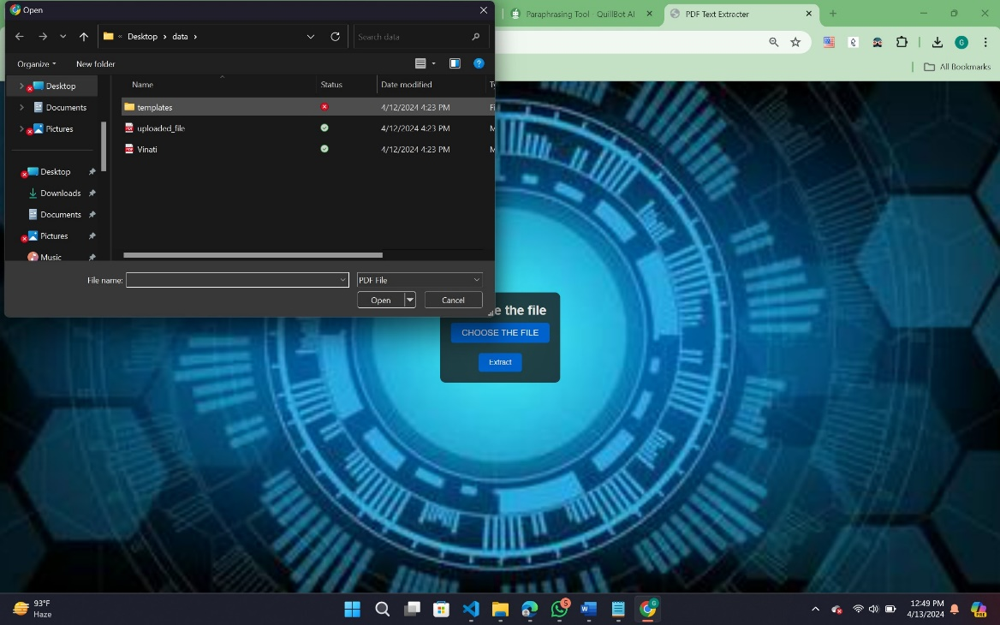 Open
Paraphrasing Tool - QuillBot AI
PDF Text Extracter
« Desktop › data ›
Search data
Organize
New folder
All Bookmarks
Name
Status
Date modified
Desktop
Documents
Pictures
templates
4/12/2024 4:23 PM
uploaded_file
4/12/2024 4:23 PM
Vinati
4/12/2024 4:23 PM
Desktop
Downloads
Documents
Pictures
Music
File name:
PDF File
Open
Cancel
e the file
CHOOSE THE FILE
Extract
93°F
Haze
5
12:49 PM
4/13/2024